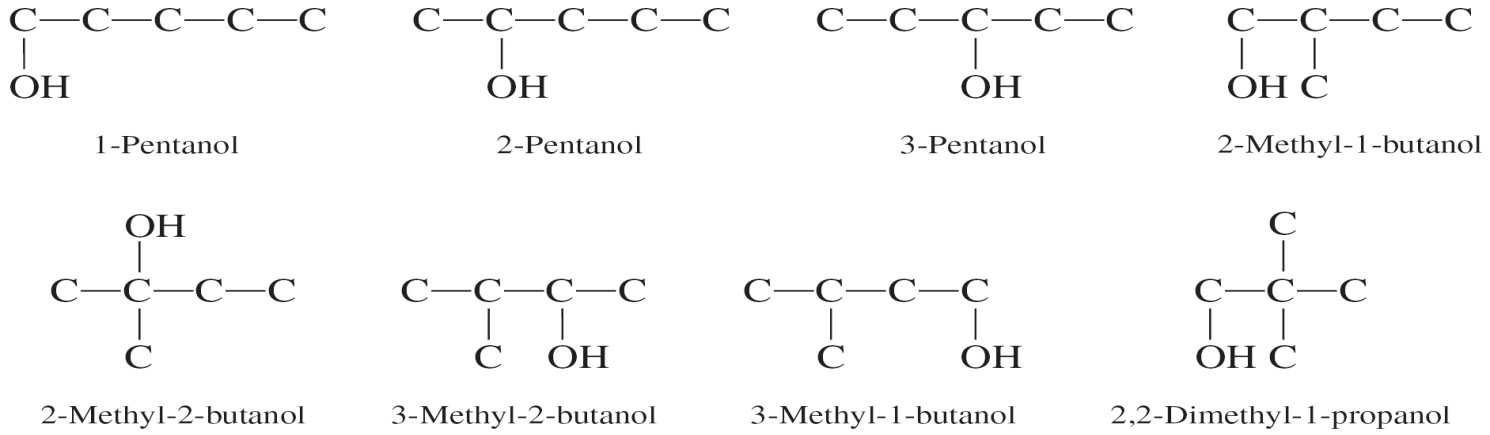 C—C—C—C—C C—C—C—C—C C—C—C—C—C C—C—C—C
OH OH OH OH C
1-Pentanol 2-Pentanol 3-Pentanol 2-Methyl-1-butanol
OH C
C—C—C—C C—C—C—C C—C—C—C C—C—C
C C OH C OH OH C
2-Methyl-2-butanol 3-Methyl-2-butanol 3-Methyl-1-butanol 2,2-Dimethyl-1-propanol